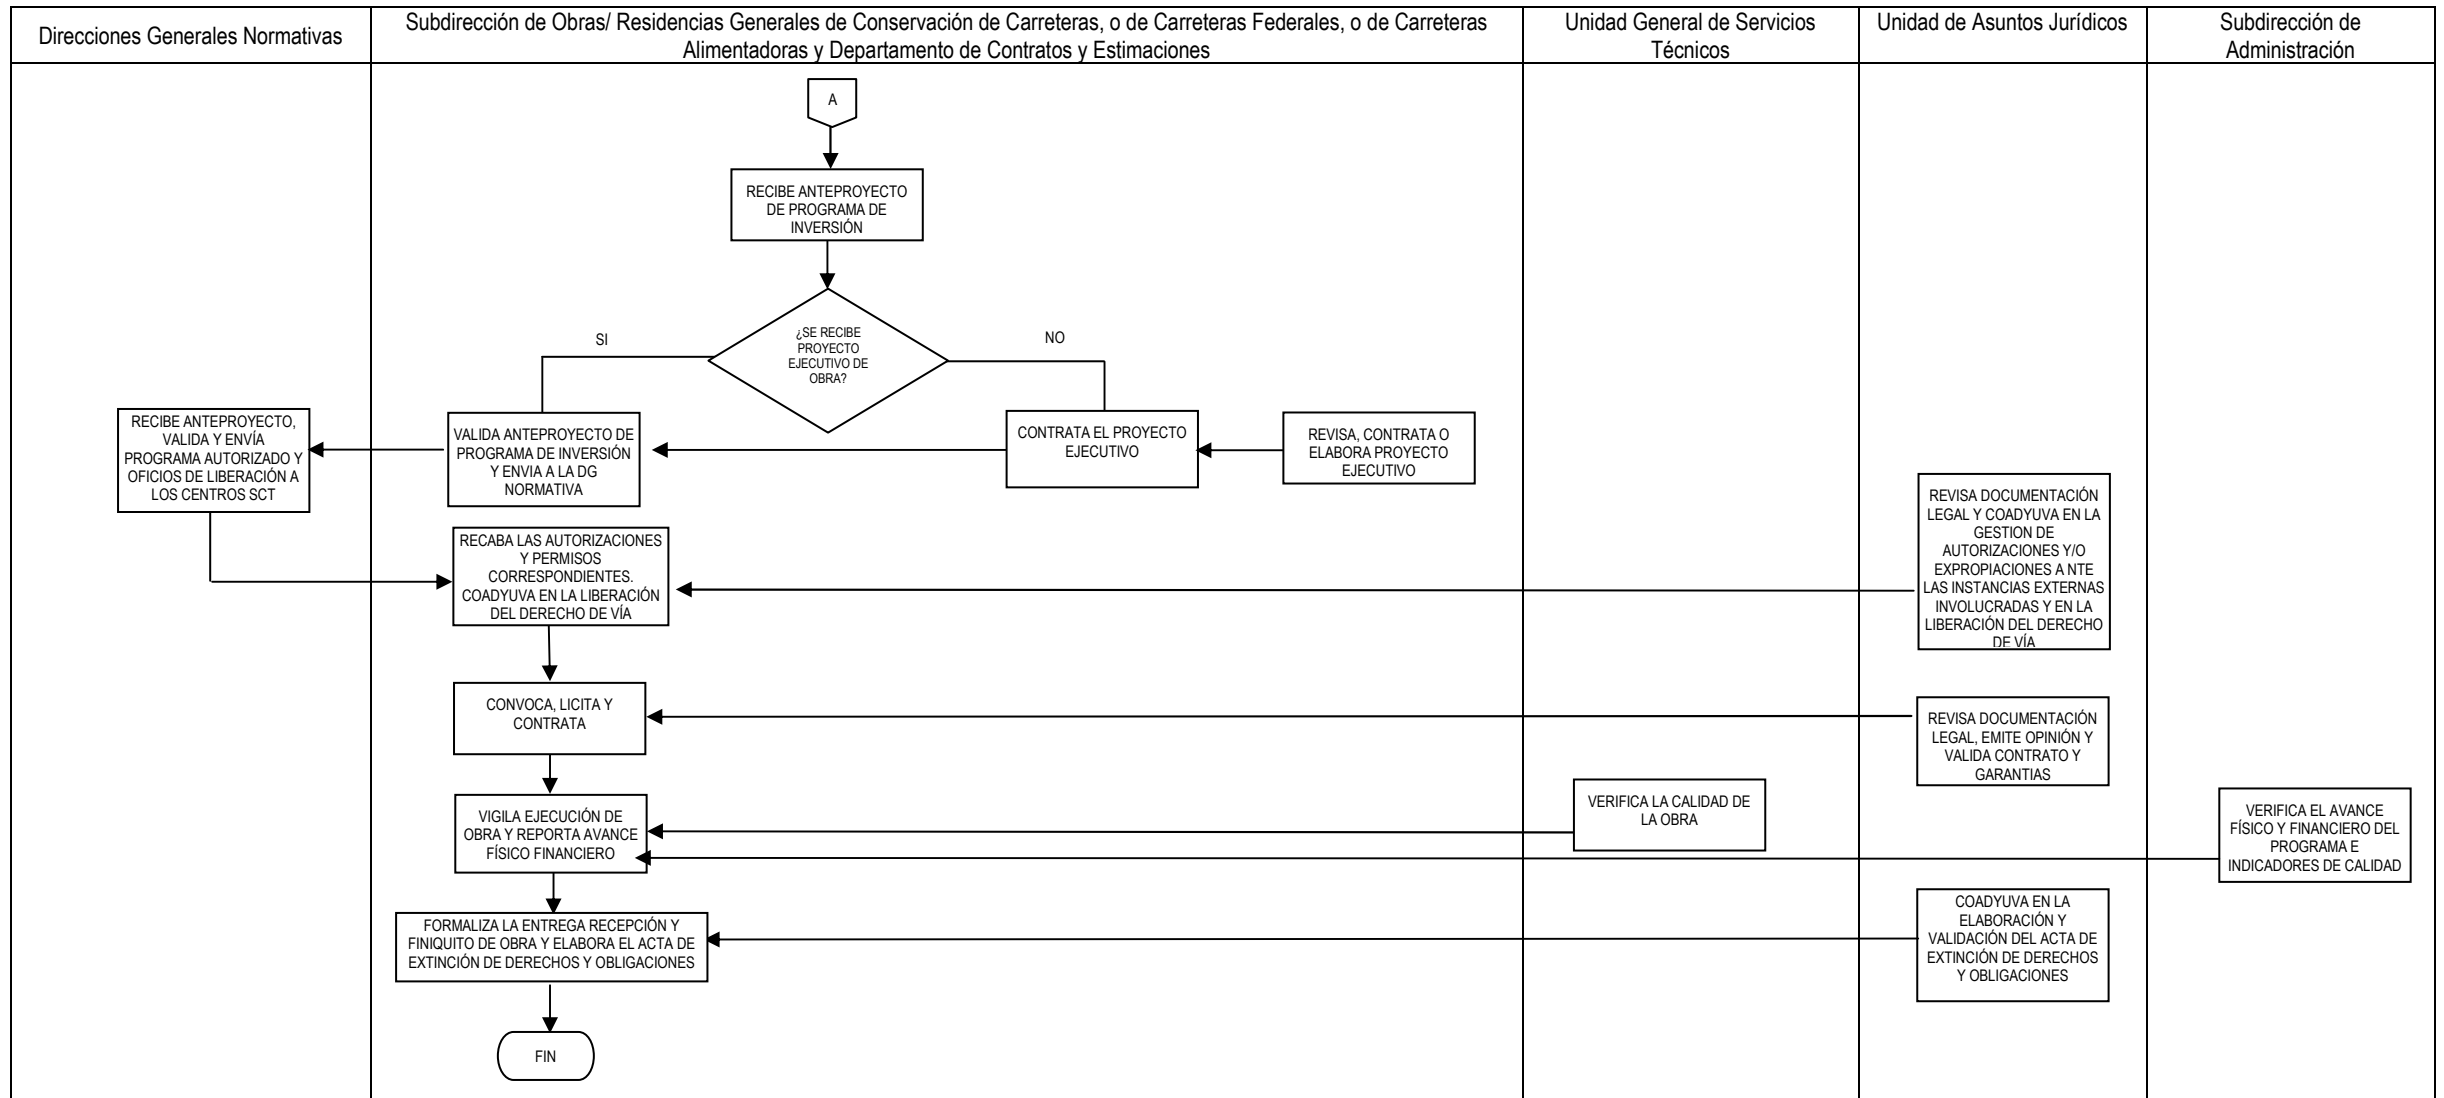 Direcciones Generales Normativas
Subdirección de Obras/ Residencias Generales de Conservación de Carreteras, o de Carreteras Federales, o de Carreteras
Alimentadoras y Departamento de Contratos y Estimaciones
Unidad General de Servicios
Técnicos
Unidad de Asuntos Jurídicos
Subdirección de
Administración
A
RECIBE ANTEPROYECTO
DE PROGRAMA DE
INVERSIÓN
¿SE RECIBE
PROYECTO
EJECUTIVO DE
OBRA?
SI
NO
RECIBE ANTEPROYECTO,
VALIDA Y ENVÍA
PROGRAMA AUTORIZADO Y
OFICIOS DE LIBERACIÓN A
LOS CENTROS SCT
VALIDA ANTEPROYECTO DE
PROGRAMA DE INVERSIÓN
Y ENVIA A LA DG
NORMATIVA
CONTRATA EL PROYECTO
EJECUTIVO
REVISA, CONTRATA O
ELABORA PROYECTO
EJECUTIVO
REVISA DOCUMENTACIÓN
LEGAL Y COADYUVA EN LA
GESTION DE
AUTORIZACIONES Y/O
EXPROPIACIONES A NTE
LAS INSTANCIAS EXTERNAS
INVOLUCRADAS Y EN LA
LIBERACIÓN DEL DERECHO
DE VÍA
RECABA LAS AUTORIZACIONES
Y PERMISOS
CORRESPONDIENTES.
COADYUVA EN LA LIBERACIÓN
DEL DERECHO DE VÍA
CONVOCA, LICITA Y
CONTRATA
REVISA DOCUMENTACIÓN
LEGAL, EMITE OPINIÓN Y
VALIDA CONTRATO Y
GARANTIAS
VIGILA EJECUCIÓN DE
OBRA Y REPORTA AVANCE
FÍSICO FINANCIERO
VERIFICA LA CALIDAD DE
LA OBRA
VERIFICA EL AVANCE
FÍSICO Y FINANCIERO DEL
PROGRAMA E
INDICADORES DE CALIDAD
FORMALIZA LA ENTREGA RECEPCIÓN Y
FINIQUITO DE OBRA Y ELABORA EL ACTA DE
EXTINCIÓN DE DERECHOS Y OBLIGACIONES
COADYUVA EN LA
ELABORACIÓN Y
VALIDACIÓN DEL ACTA DE
EXTINCIÓN DE DERECHOS
Y OBLIGACIONES
FIN